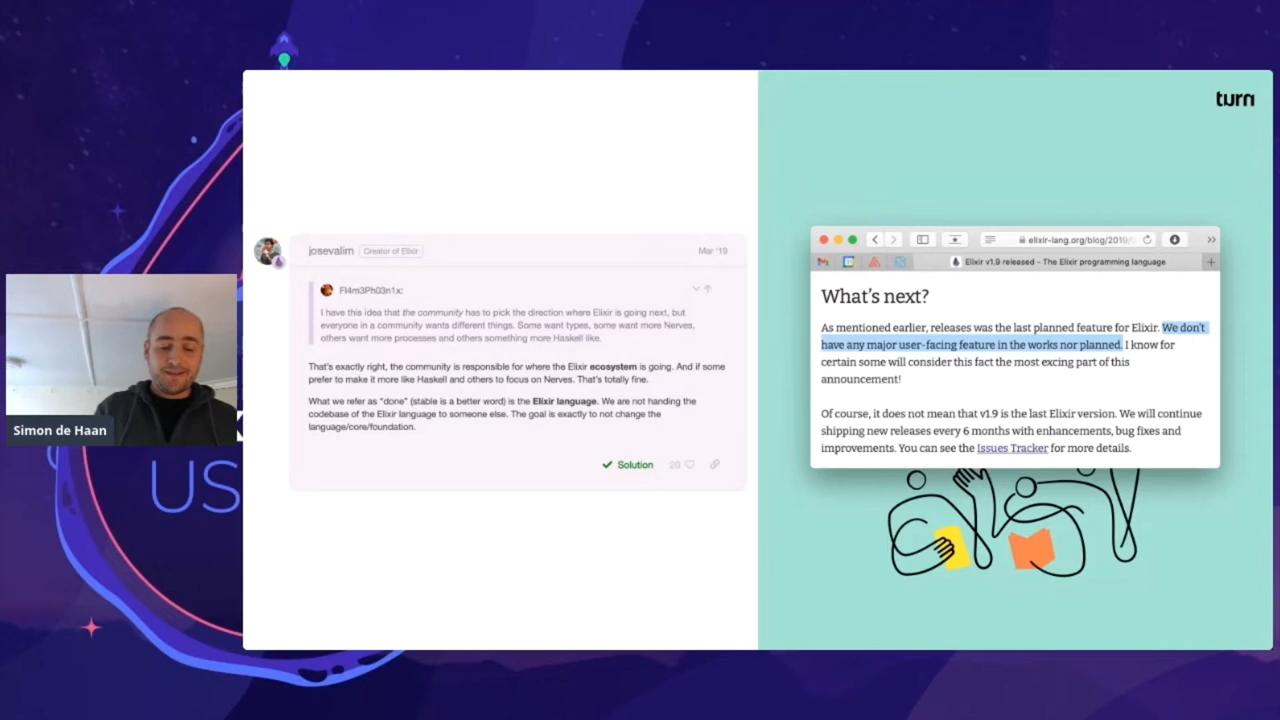 turn
josevalim Creator of Elixir Mar '19
Fl4m3Ph03n1x:
I have this idea that the community has to pick the direction where Elixir is going next, but
everyone in a community wants different things. Some want types, some want more Nerves,
others want more processes and others something more Haskell like.
That's exactly right, the community is responsible for where the Elixir ecosystem is going. And if some
prefer to make it more like Haskell and others to focus on Nerves. That's totally fine.
What we refer as "done" (stable is a better word) is the Elixir language. We are not handing the
codebase of the Elixir language to someone else. The goal is exactly to not change the
language/core/foundation.
Solution 20
elixir-lang.org/blog/2019/
Elixir v1.9 released - The Elixir programming language
What's next?
As mentioned earlier, releases was the last planned feature for Elixir. We don't
have any major user-facing feature in the works nor planned. I know for
certain some will consider this fact the most excing part of this
announcement!
Of course, it does not mean that v1.9 is the last Elixir version. We will continue
shipping new releases every 6 months with enhancements, bug fixes and
improvements. You can see the Issues Tracker for more details.
Simon de Haan
US